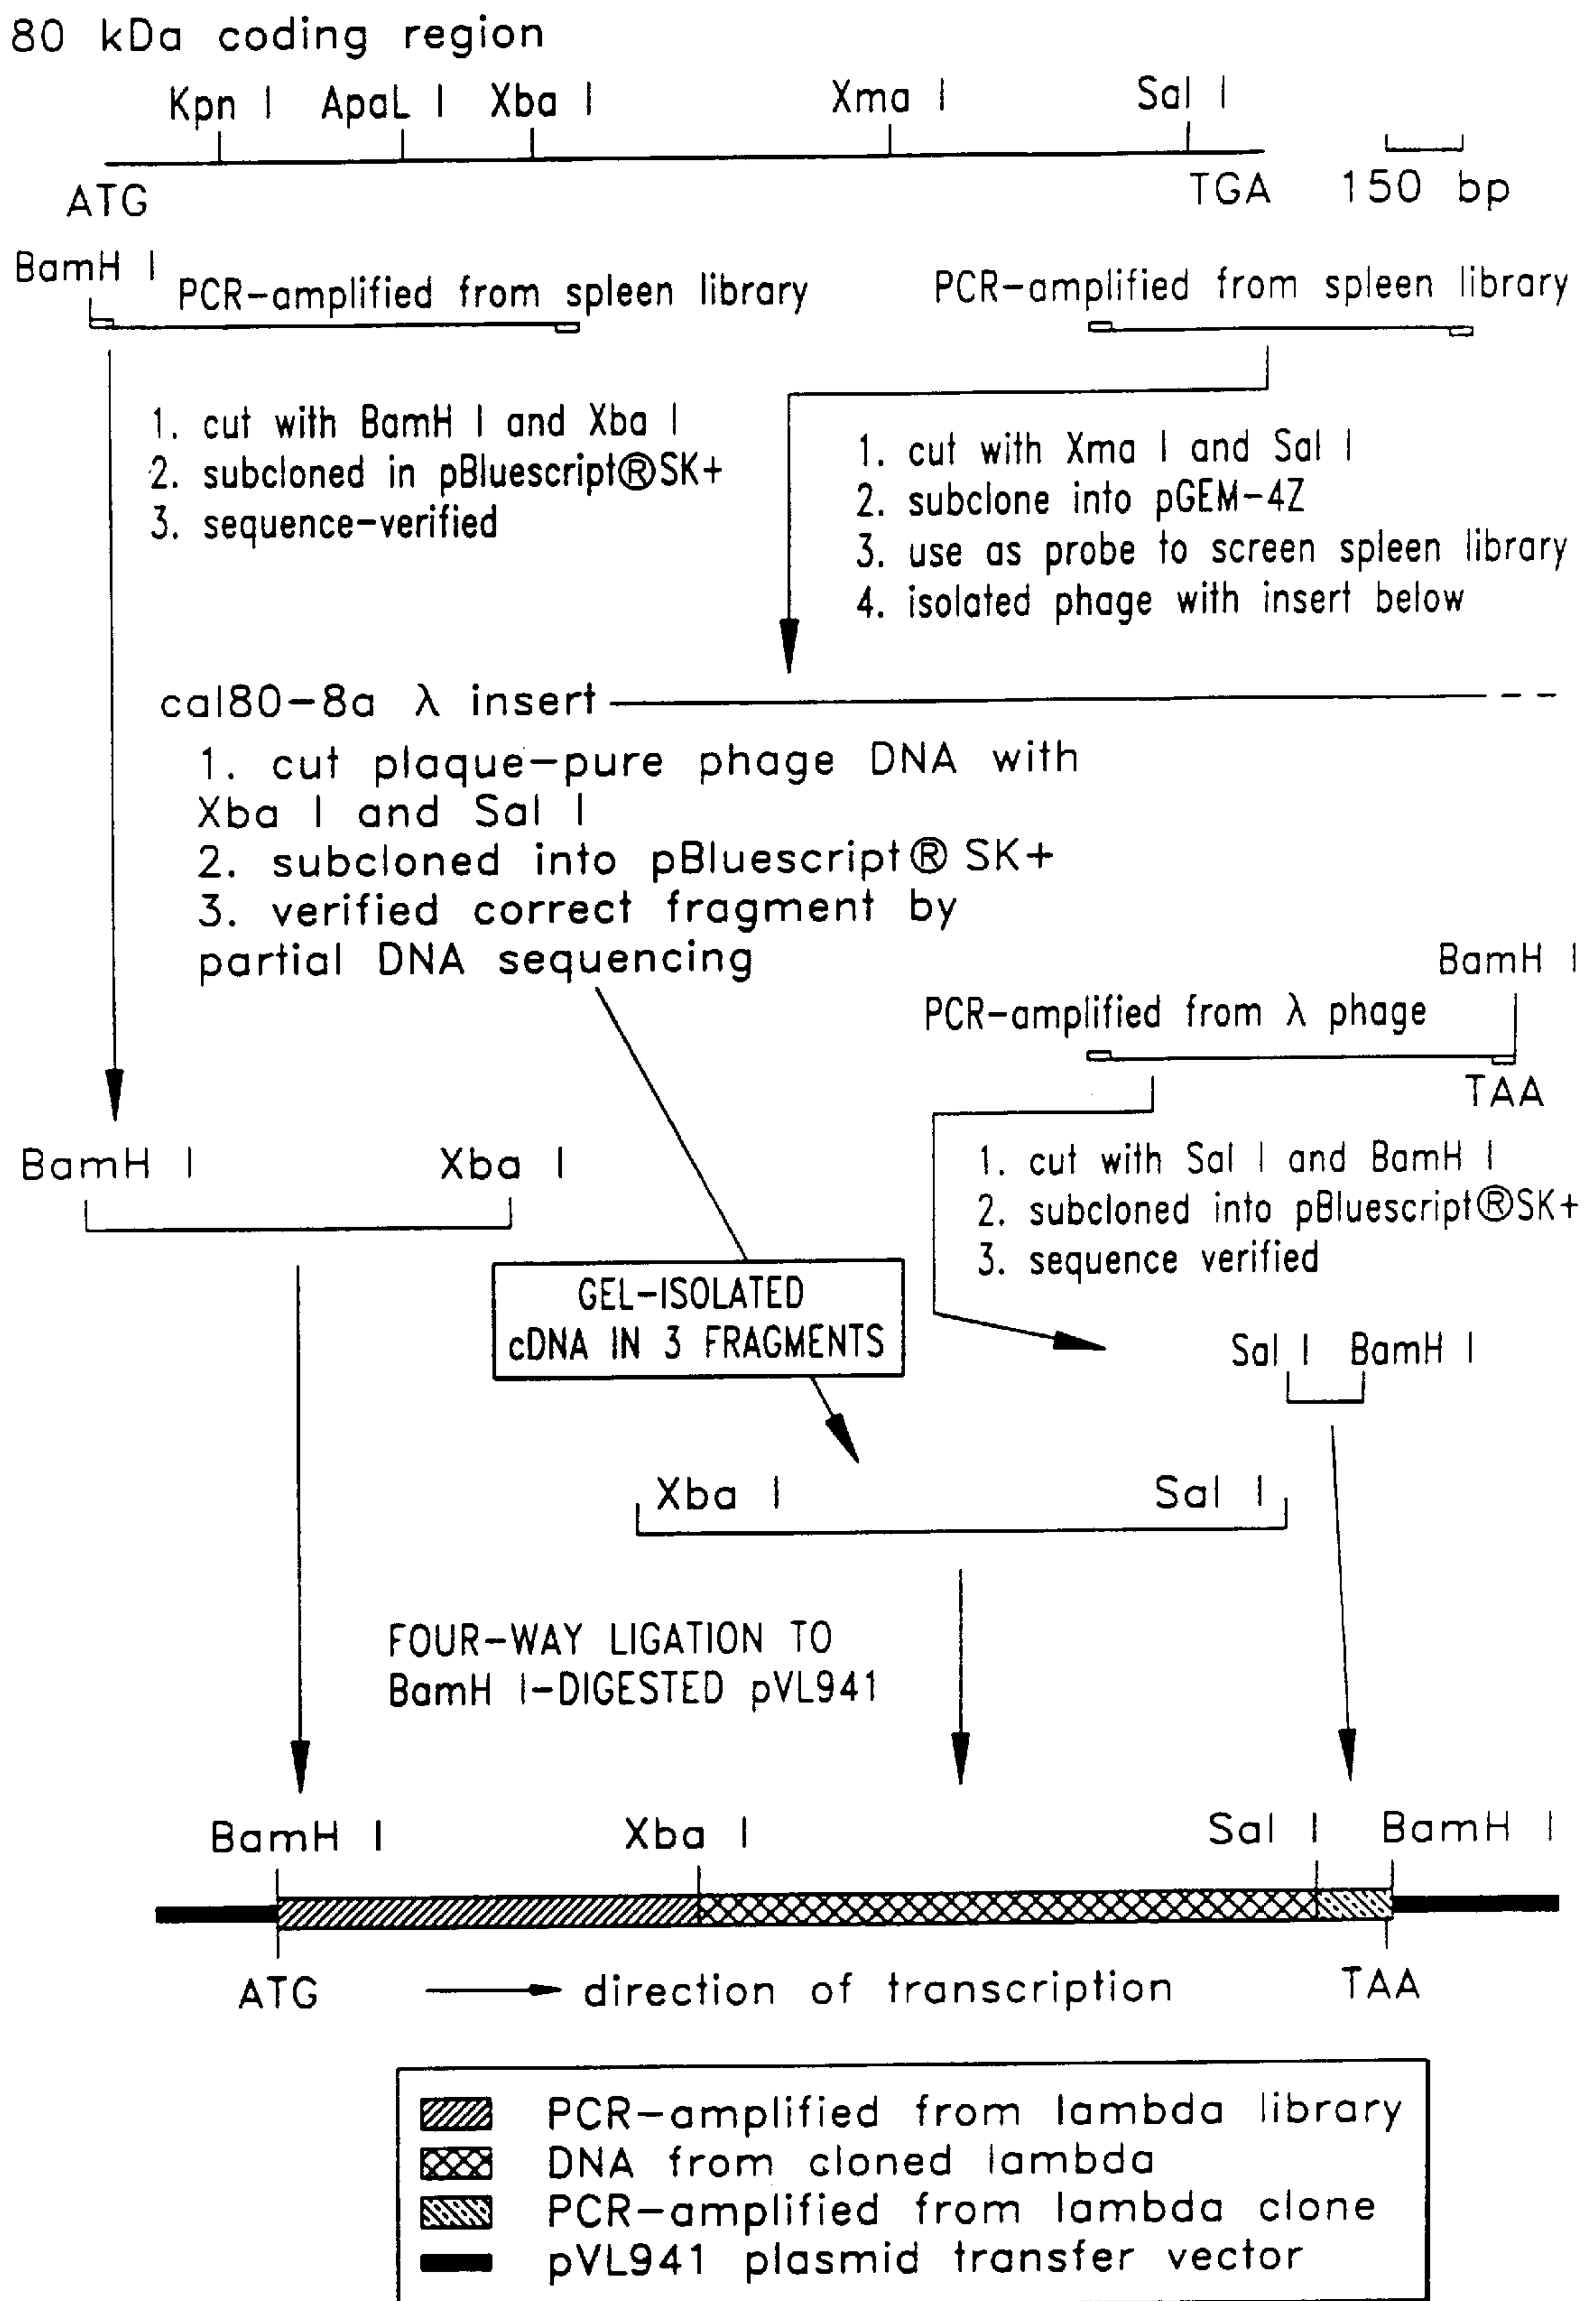 80 kDa coding region
Kpn I ApaL I Xba I Xma I Sal I
ATG TGA 150 bp
BamH I
PCR-amplified from spleen library
PCR-amplified from spleen library
1. cut with BamH I and Xba I
2. subcloned in pBluescript®SK+
3. sequence-verified
1. cut with Xma I and Sal I
2. subclone into pGEM-4Z
3. use as probe to screen spleen library
4. isolated phage with insert below
cal80-8a λ insert
1. cut plaque-pure phage DNA with
Xba I and Sal I
2. subcloned into pBluescript® SK+
3. verified correct fragment by
partial DNA sequencing
BamH I
PCR-amplified from λ phage
TAA
1. cut with Sal I and BamH I
2. subcloned into pBluescript®SK+
3. sequence verified
BamH I Xba I
GEL-ISOLATED
cDNA IN 3 FRAGMENTS
Sal I BamH I
Xba I Sal I
FOUR-WAY LIGATION TO
BamH I-DIGESTED pVL941
BamH I Xba I Sal I BamH I
ATG direction of transcription TAA
PCR-amplified from lambda library
DNA from cloned lambda
PCR-amplified from lambda clone
pVL941 plasmid transfer vector